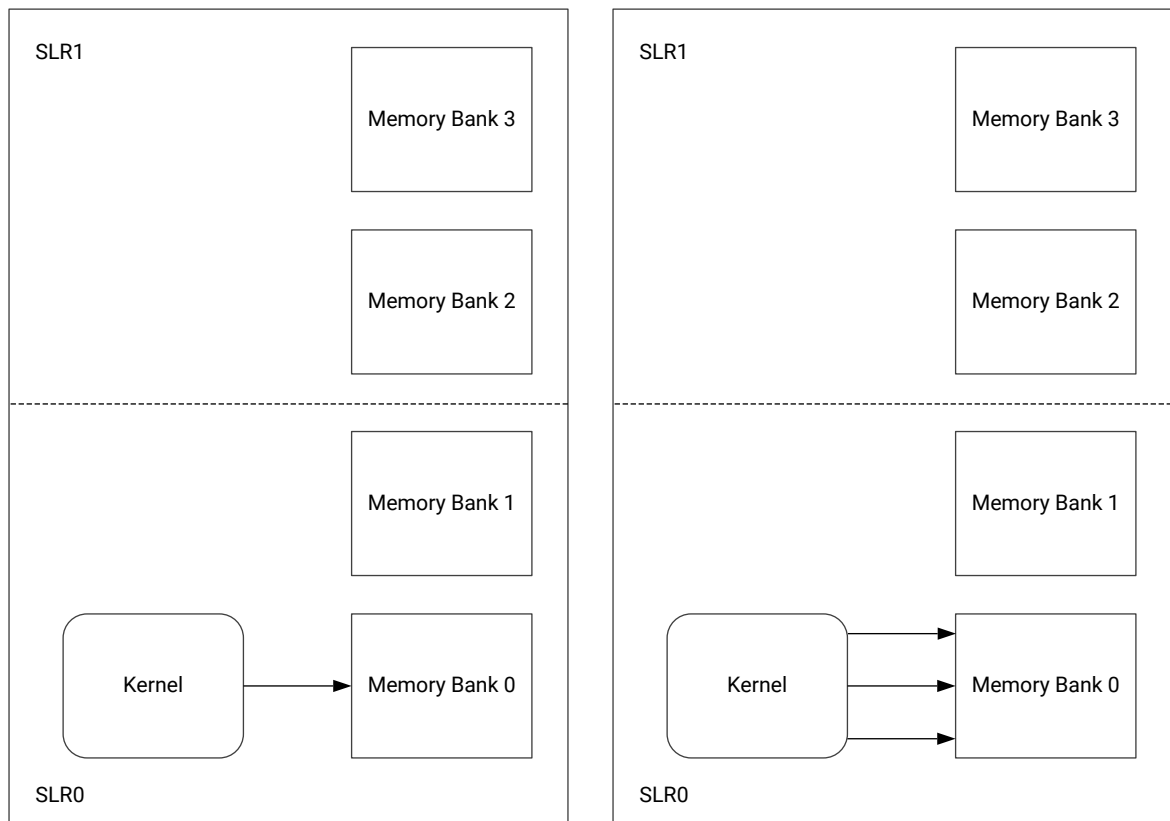 SLR1
Memory Bank 3
Memory Bank 2
Memory Bank 1
Kernel
Memory Bank 0
SLR0
SLR1
Memory Bank 3
Memory Bank 2
Memory Bank 1
Kernel
Memory Bank 0
SLR0